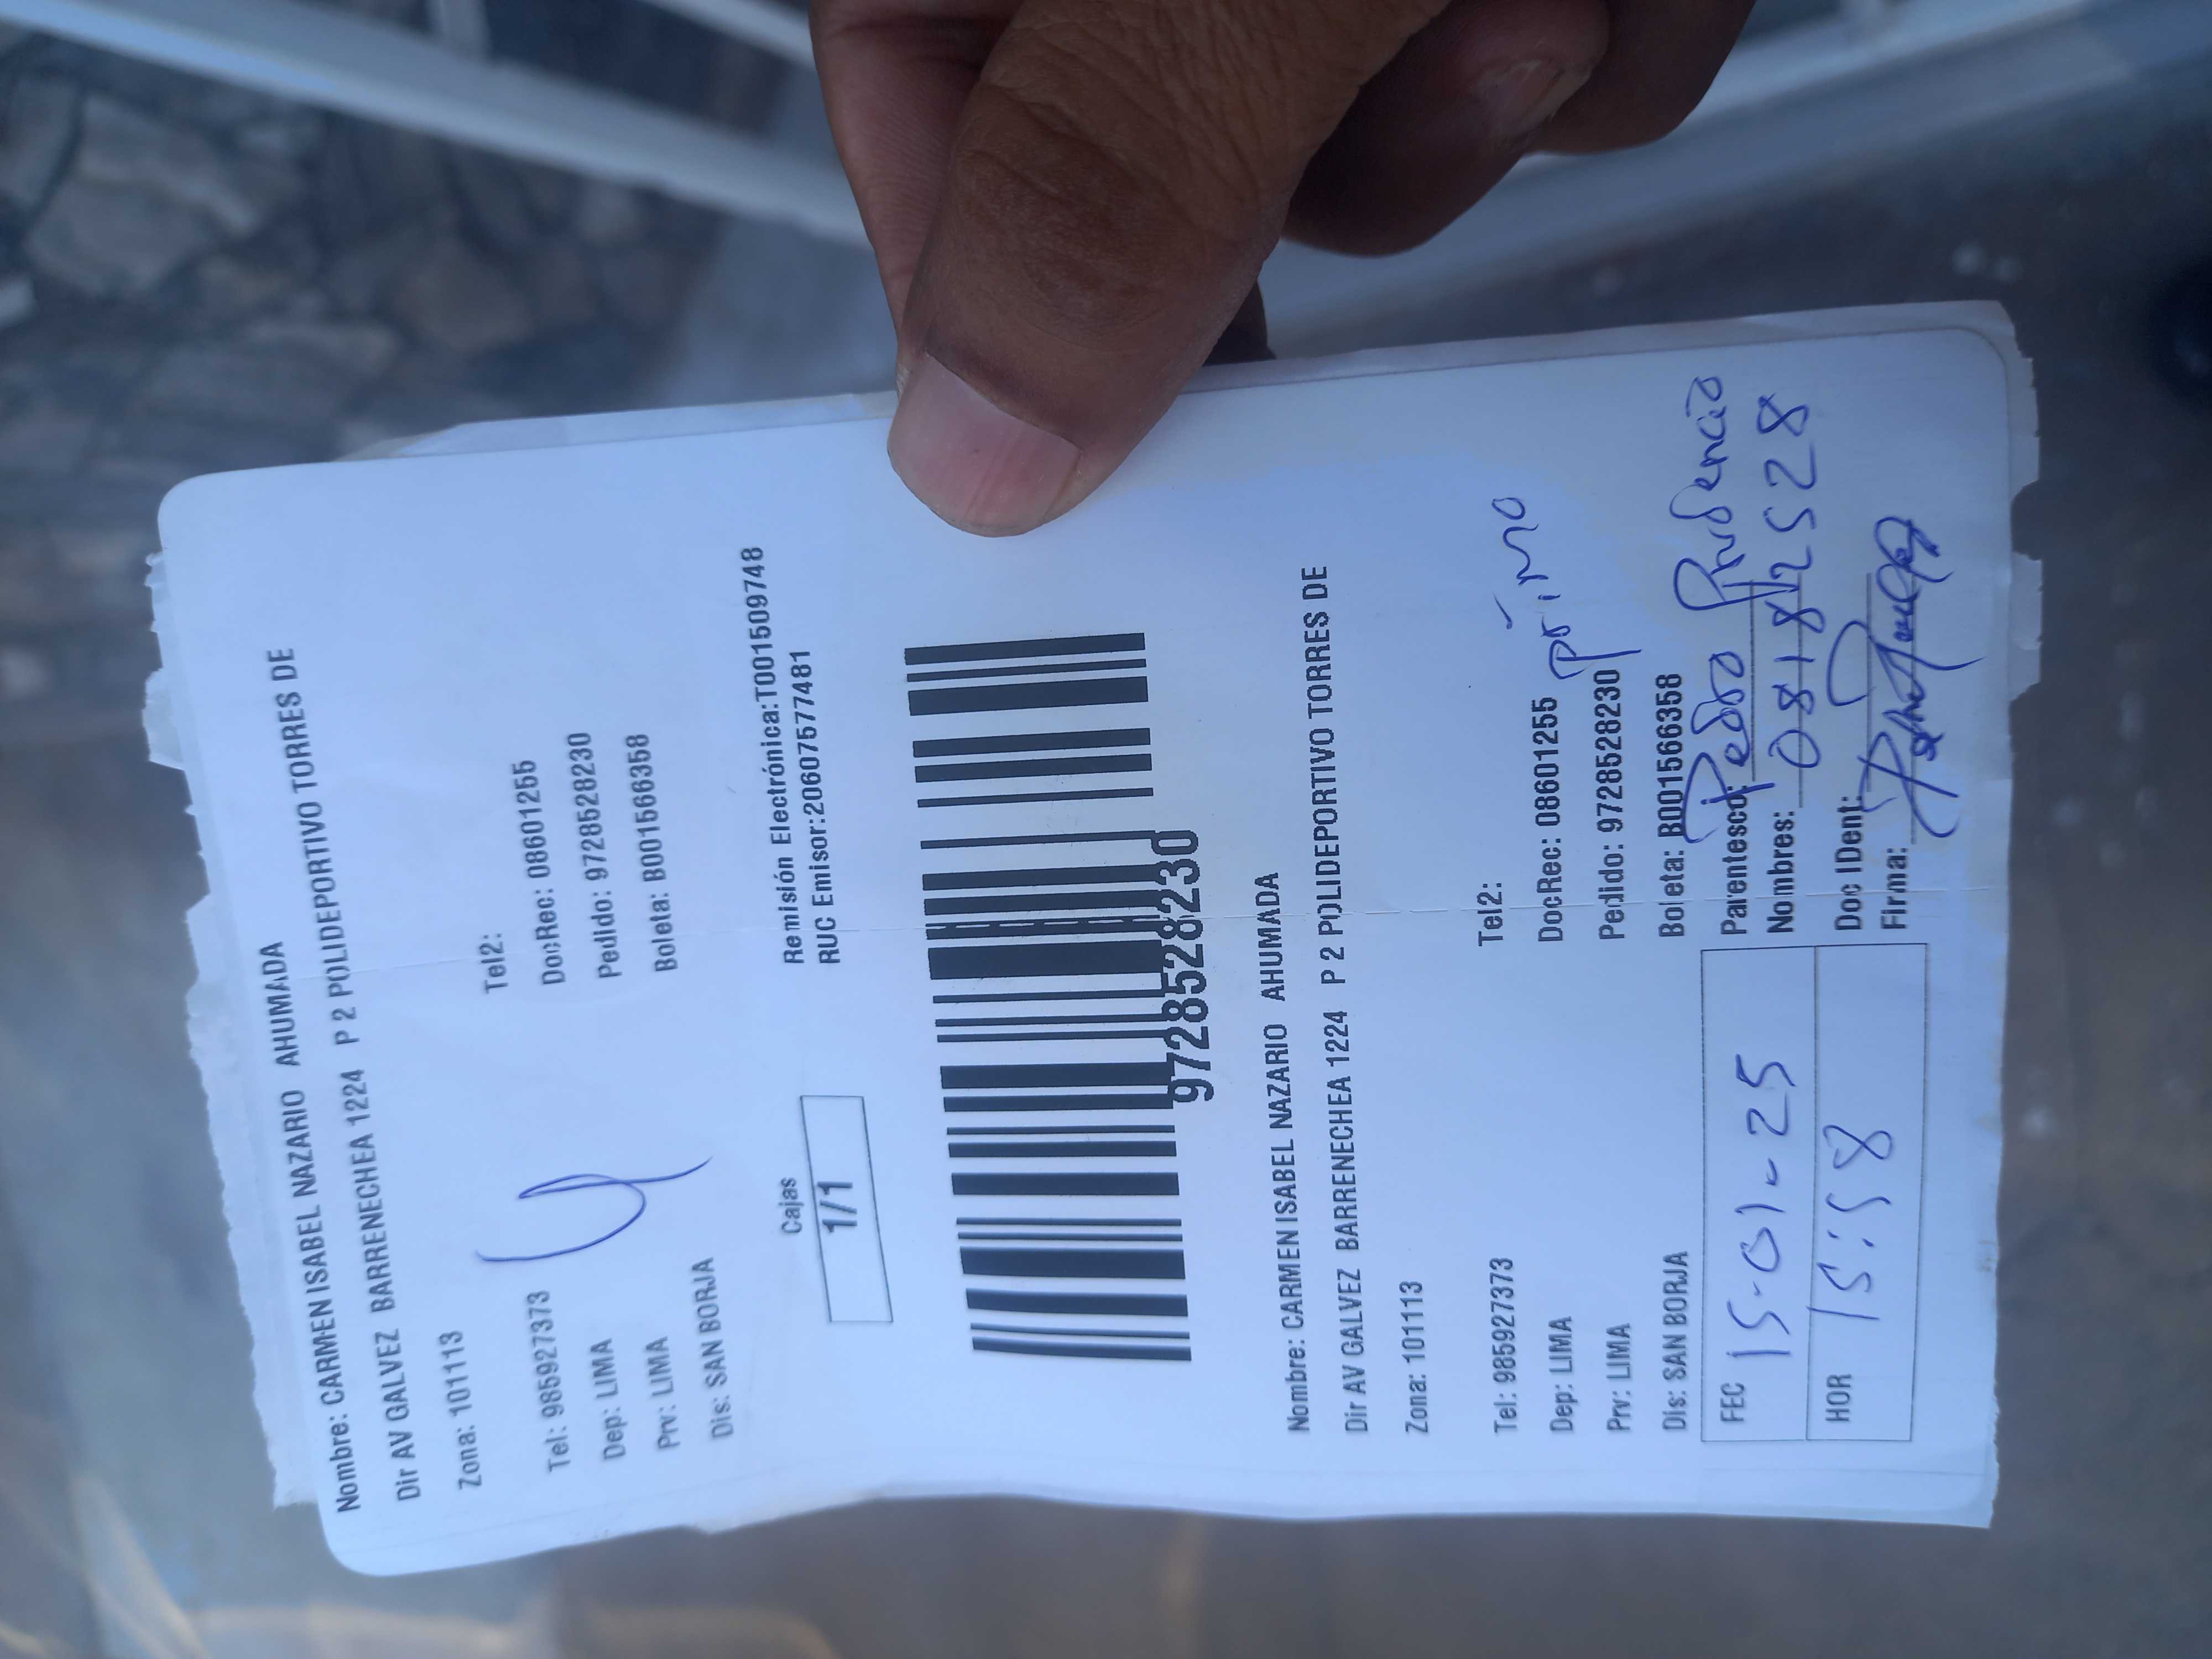 Nombre: CARMEN ISABEL NAZARIO AHUMADA
Dir AV GALVEZ BARRENECHEA 1224 P 2 POLIDEPORTIVO TORRES DE
Zona: 101113
Tel: 985927373 Tel2:
Dep: LIMA DocRec: 08601255
Prv: LIMA Pedido: 9728528230
Dis: SAN BORJA Boleta: B001566358
Cajas Remisión Electrónica:T001509748
1/1 RUC Emisor:20607577481
9728528230
Nombre: CARMEN ISABEL NAZARIO AHUMADA
Dir AV GALVEZ BARRENECHEA 1224 P 2 POLIDEPORTIVO TORRES DE
Zona: 101113
Tel: 985927373 Tel2:
Dep: LIMA DocRec: 08601255 primo
Prv: LIMA Pedido: 9728528230
Dis: SAN BORJA Boleta: B001566358
FEC 15-01-25 Parentesco: Pedro Prudencio
Nombres: 08182528
HOR 15:58 Doc IDent:
Firma: